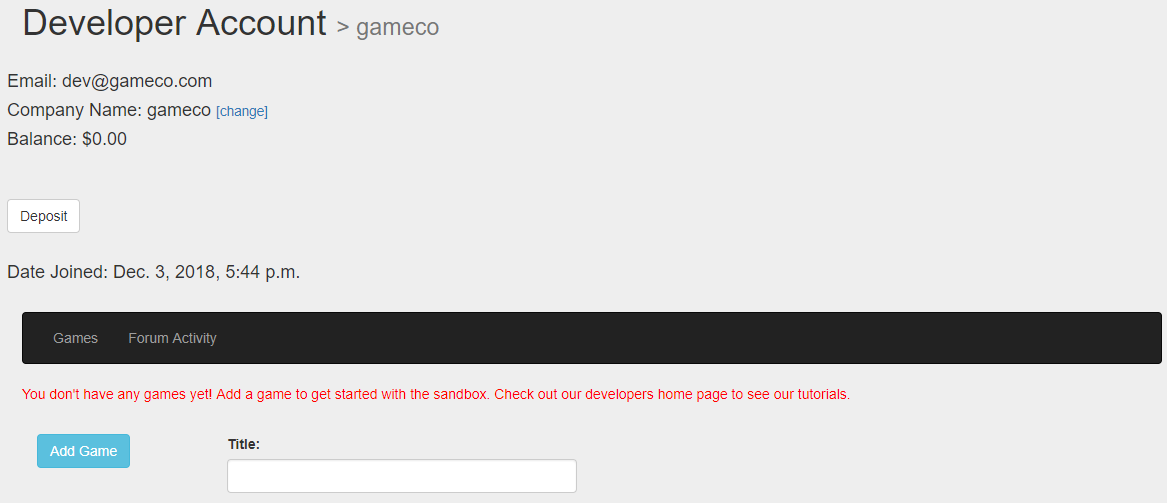 Developer Account > gameco
Email: dev@gameco.com
Company Name: gameco [change]
Balance: $0.00
Deposit
Date Joined: Dec. 3, 2018, 5:44 p.m.
Games Forum Activity
You don't have any games yet! Add a game to get started with the sandbox. Check out our developers home page to see our tutorials.
Add Game Title: